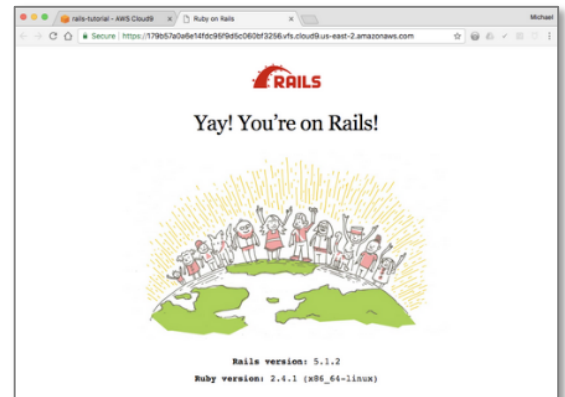 rails-tutorial - AWS Cloud9
Ruby on Rails
Michael
Secure
https://179b57a0a6e14fdc95f9d5c060bf3256.vfs.cloud9.us-east-2.amazonaws.com
RAILS
Yay! You’re on Rails!
Rails version: 5.1.2
Ruby version: 2.4.1 (x86_64-linux)